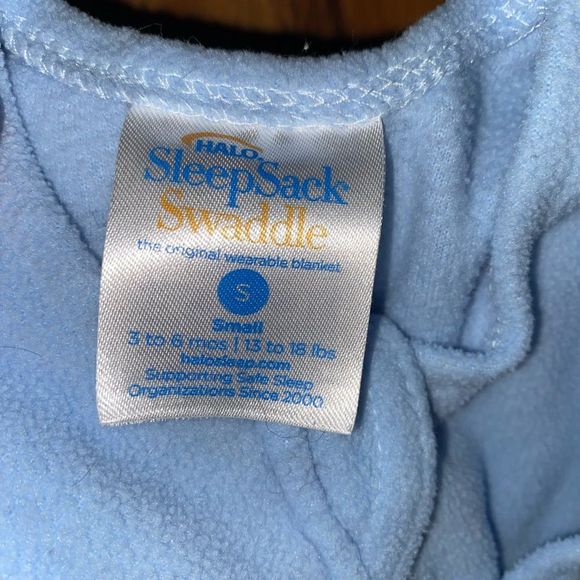 HALO
SleepSack
Swaddle
the original wearable blanket
S
Small
3 to 6 mos | 13 to 18 lbs
halosleep.com
Supporting Safe Sleep
Organizations Since 2000